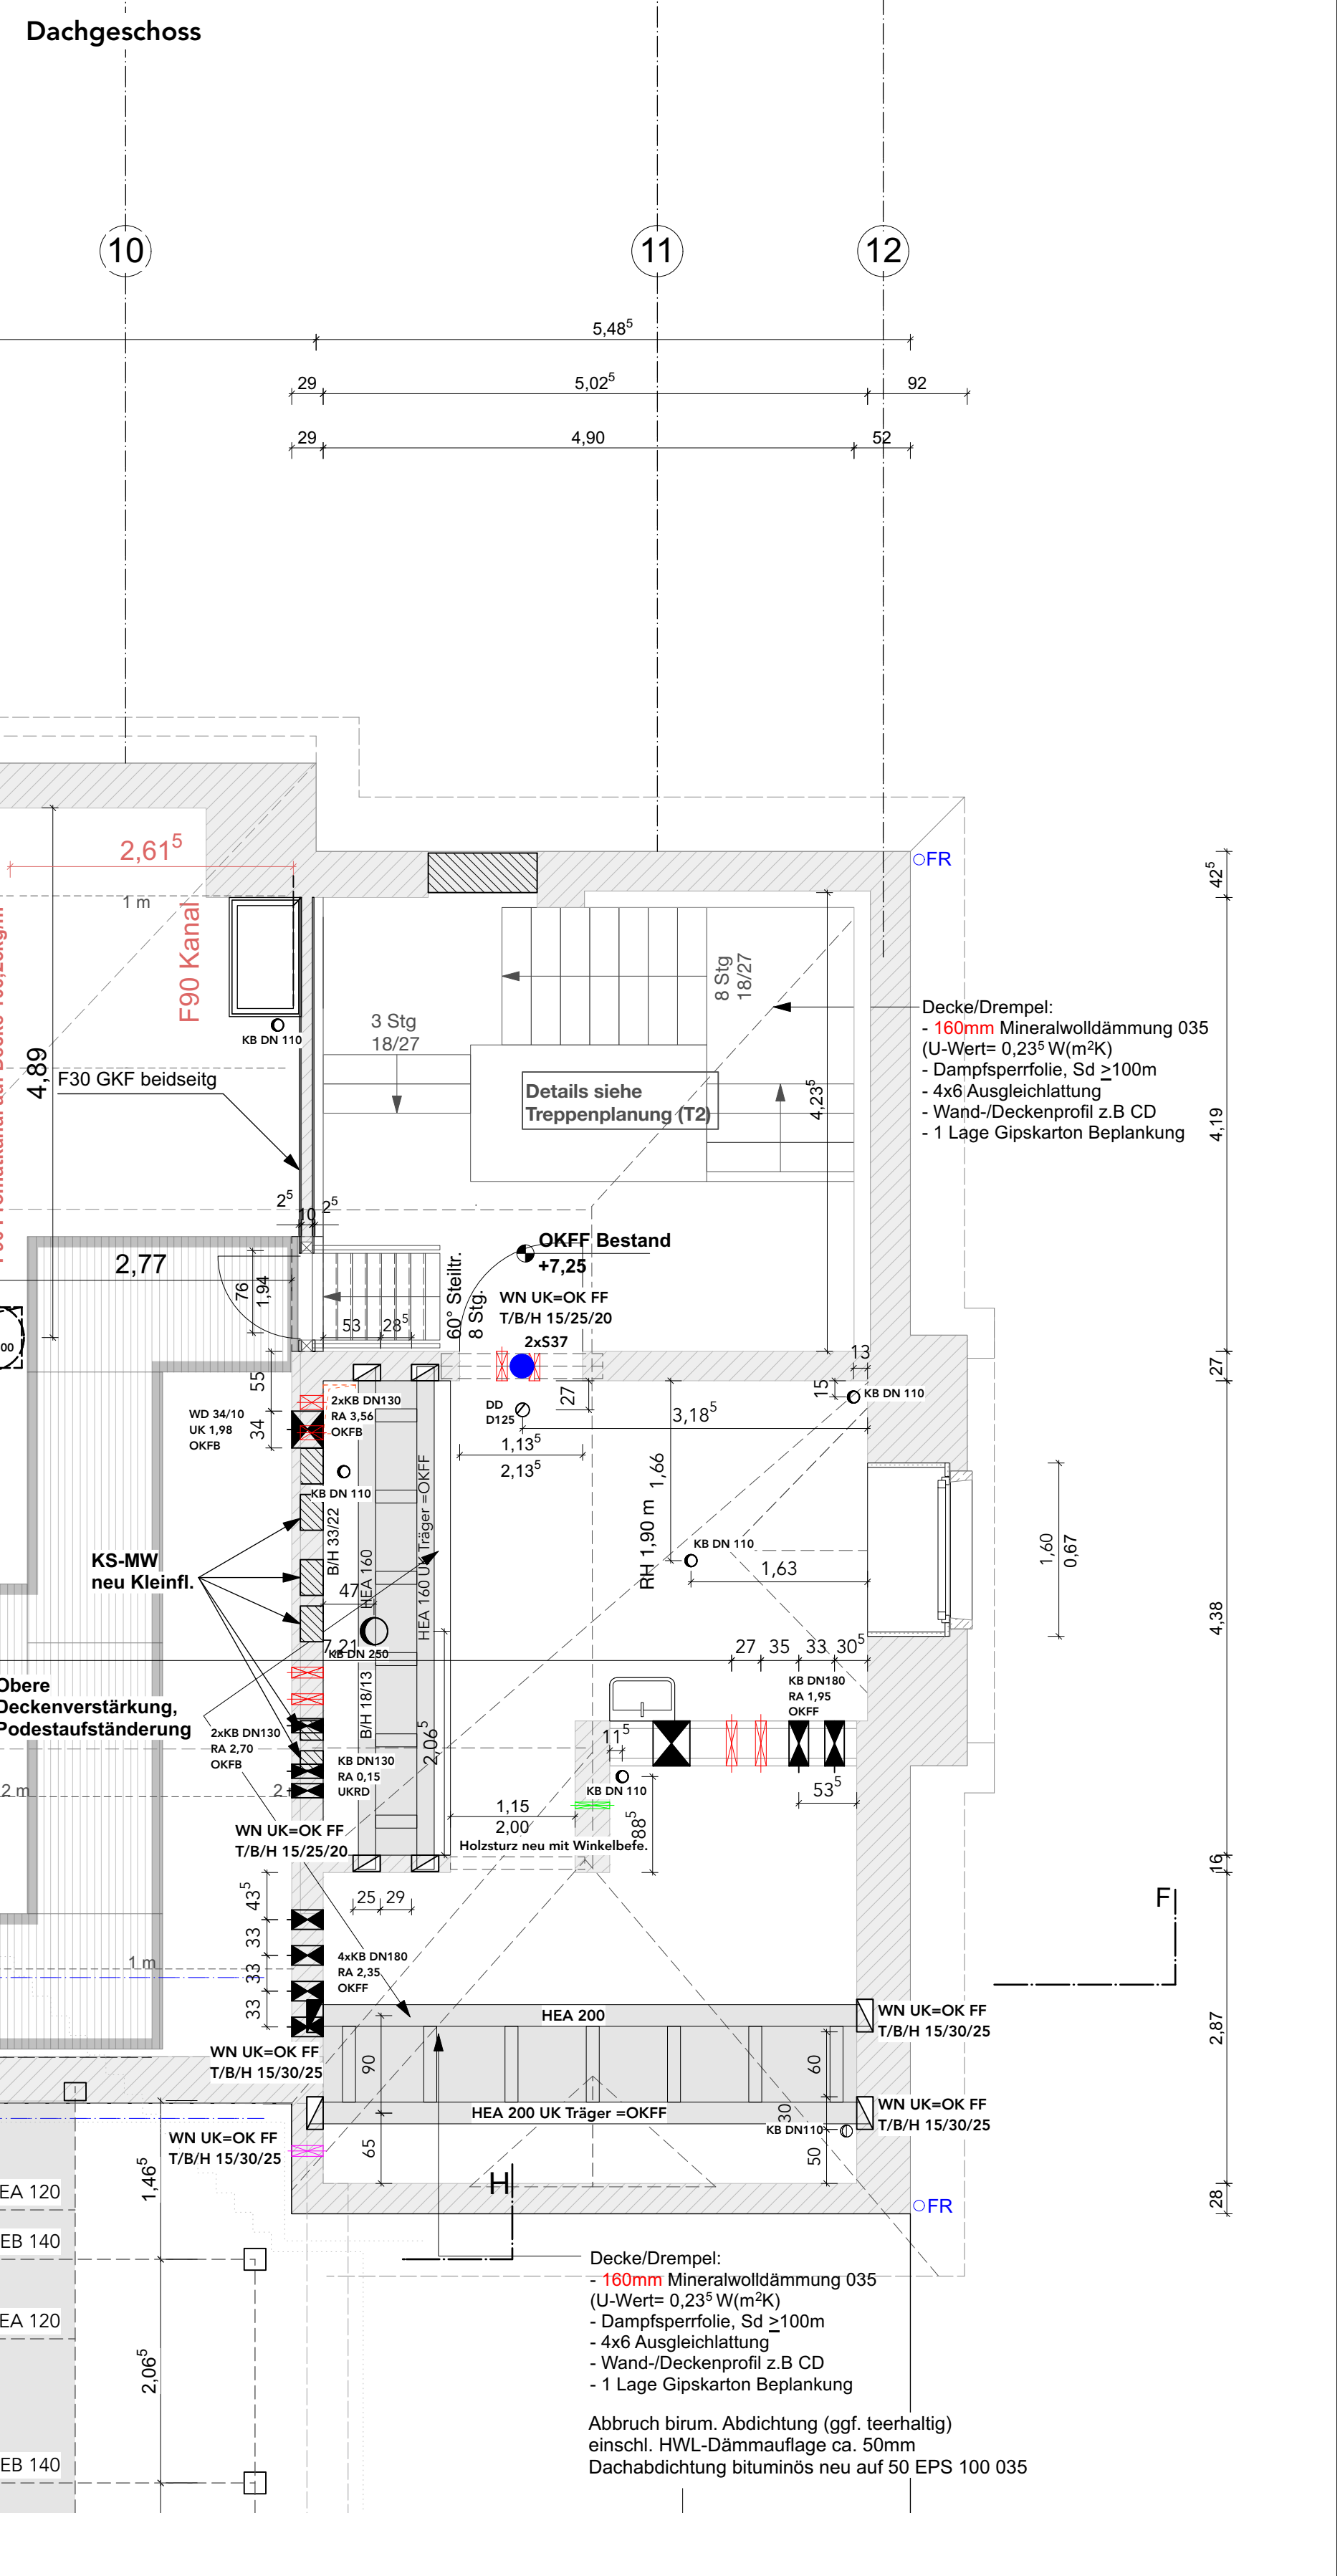 Dachgeschoss
10
11
12
5,48⁵
29
5,02⁵
92
29
4,90
52
2,61⁵
1 m
F90 Kanal
FR
42⁵
3 Stg
18/27
8 Stg
18/27
KB DN 110
F30 GKF beidseitg
4,89
Details siehe
Treppenplanung (T2)
4,23⁵
Decke/Drempel:
- 160mm Mineralwolldämmung 035
(U-Wert= 0,23⁵ W(m²K)
- Dampfsperrfolie, Sd ≥100m
- 4x6 Ausgleichlattung
- Wand-/Deckenprofil z.B CD
- 1 Lage Gipskarton Beplankung
4,19
2⁵
10
2⁵
2,77
76
1,94
53
28⁵
60° Steiltr.
8 Stg.
OKFF Bestand
+7,25
WN UK=OK FF
T/B/H 15/25/20
2xS37
00
55
34
WD 34/10
UK 1,98
OKFB
2xKB DN130
RA 3,56
OKFB
DD
D125
27
3,18⁵
13
15
KB DN 110
27
1,13⁵
2,13⁵
1,66
KB DN 110
B/H 33/22
HEA 160
HEA 160 UK Träger =OKFF
RH 1,90 m
KB DN 110
1,63
1,60
0,67
KS-MW
neu Kleinfl.
47
7,21
KB DN 250
4,38
27
35
33
30⁵
KB DN180
RA 1,95
OKFF
Obere
Deckenverstärkung,
Podestaufständerung
B/H 18/13
2,06⁵
2xKB DN130
RA 2,70
OKFB
KB DN130
RA 0,15
UKRD
2 m
2
11⁵
KB DN 110
53⁵
88⁵
1,15
2,00
Holzsturz neu mit Winkelbefe.
WN UK=OK FF
T/B/H 15/25/20
16
43⁵
25
29
33
33
33
1 m
4xKB DN180
RA 2,35
OKFF
F
HEA 200
WN UK=OK FF
T/B/H 15/30/25
2,87
WN UK=OK FF
T/B/H 15/30/25
90
60
HEA 200 UK Träger =OKFF
30
KB DN110
WN UK=OK FF
T/B/H 15/30/25
WN UK=OK FF
T/B/H 15/30/25
65
50
H
FR
28
1,46⁵
EA 120
EB 140
EA 120
2,06⁵
EB 140
Decke/Drempel:
- 160mm Mineralwolldämmung 035
(U-Wert= 0,23⁵ W(m²K)
- Dampfsperrfolie, Sd ≥100m
- 4x6 Ausgleichlattung
- Wand-/Deckenprofil z.B CD
- 1 Lage Gipskarton Beplankung
Abbruch birum. Abdichtung (ggf. teerhaltig)
einschl. HWL-Dämmauflage ca. 50mm
Dachabdichtung bituminös neu auf 50 EPS 100 035